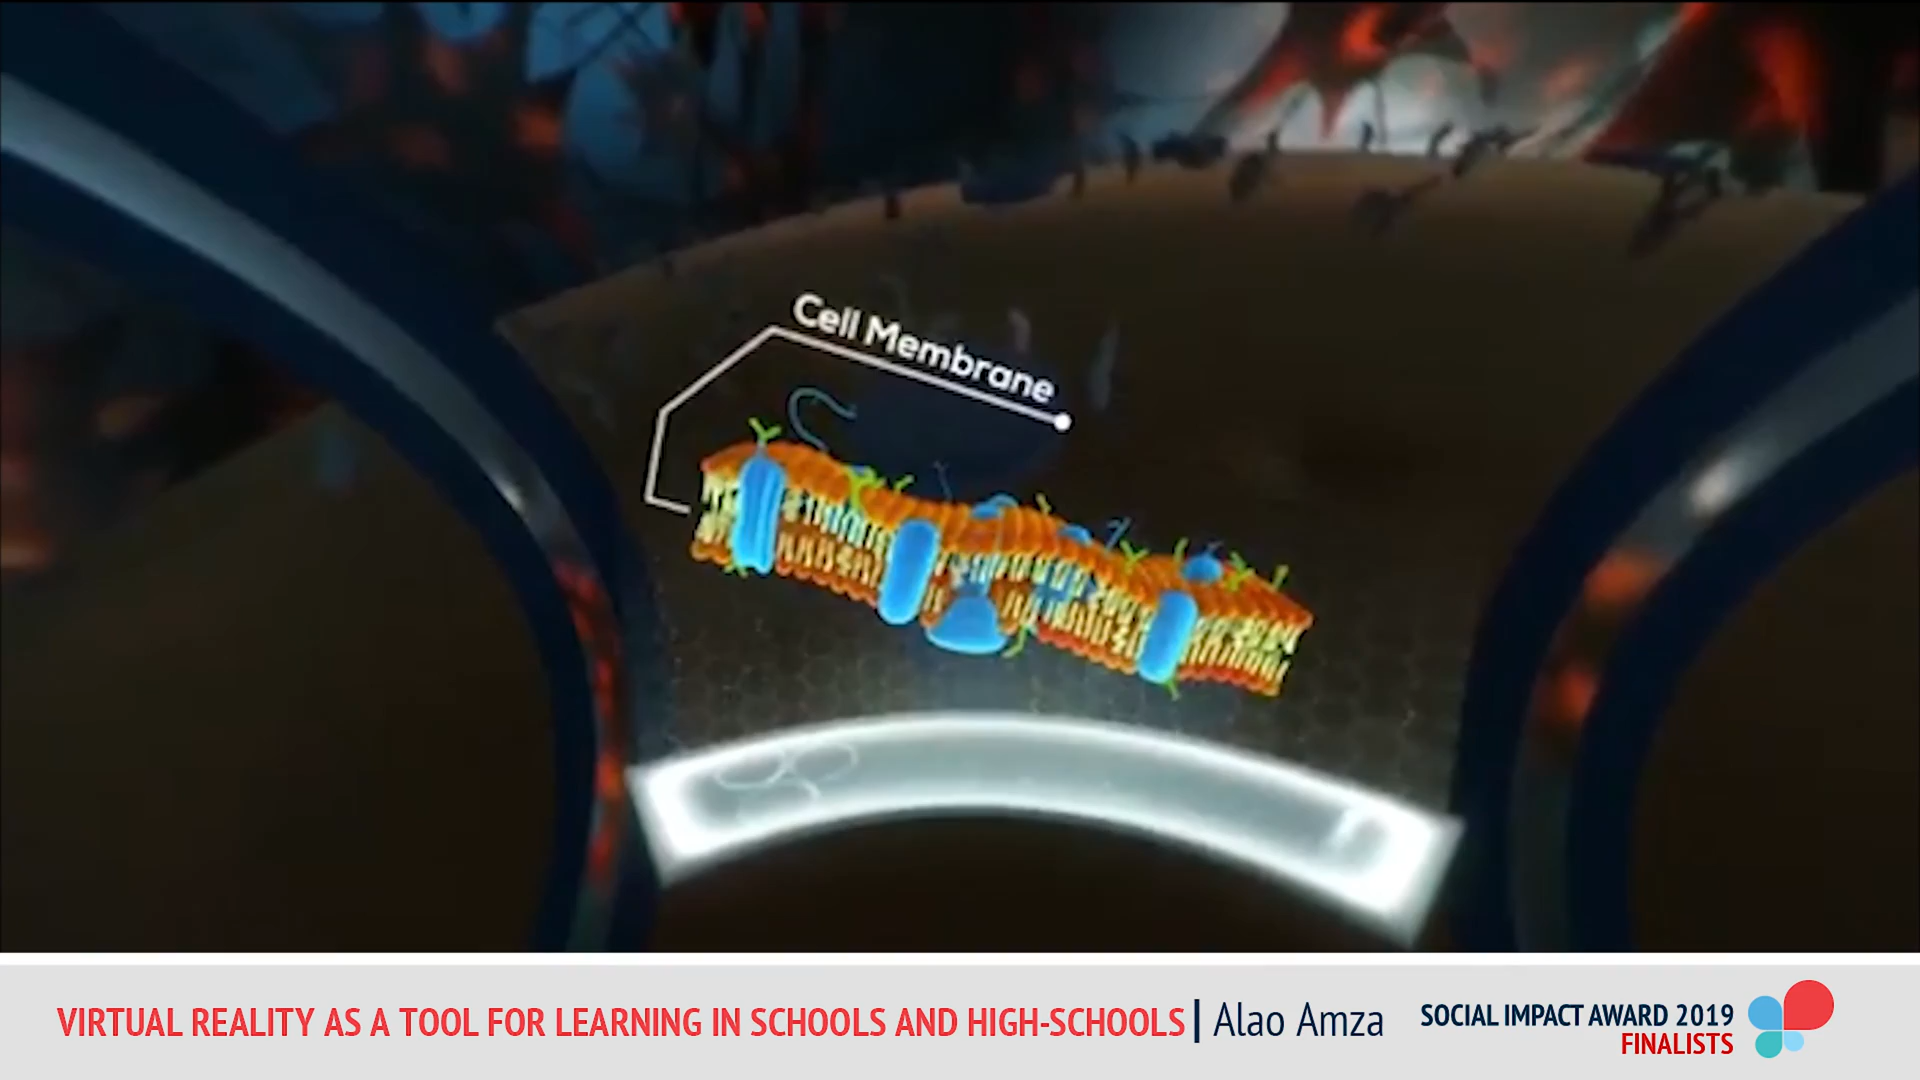 Cell Membrane
VIRTUAL REALITY AS A TOOL FOR LEARNING IN SCHOOLS AND HIGH-SCHOOLS | Alao Amza
SOCIAL IMPACT AWARD 2019
FINALISTS